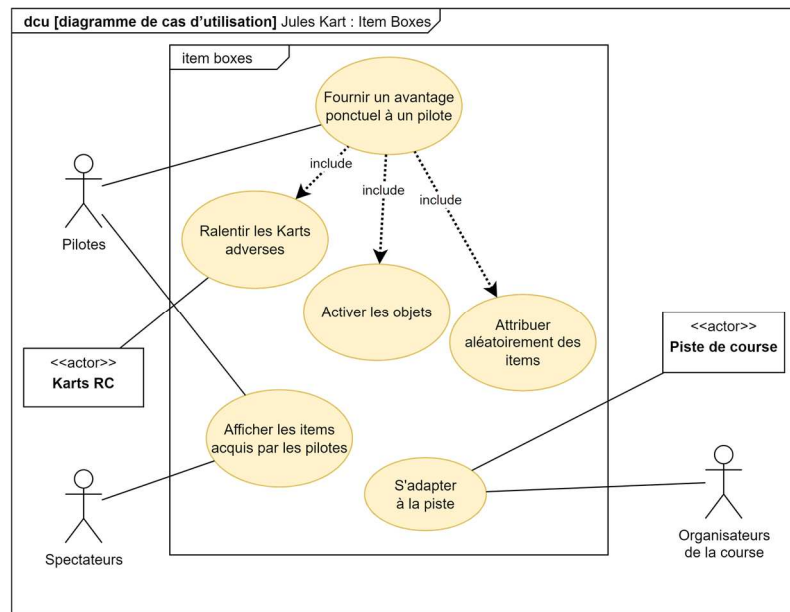 dcu [diagramme de cas d'utilisation] Jules Kart : Item Boxes
item boxes
Fournir un avantage
ponctuel à un pilote
include
include
include
Pilotes
Ralentir les Karts
adverses
Activer les objets
Attribuer
aléatoirement des
items
<<actor>>
Piste de course
<<actor>>
Karts RC
Afficher les items
acquis par les pilotes
S'adapter
à la piste
Spectateurs
Organisateurs
de la course